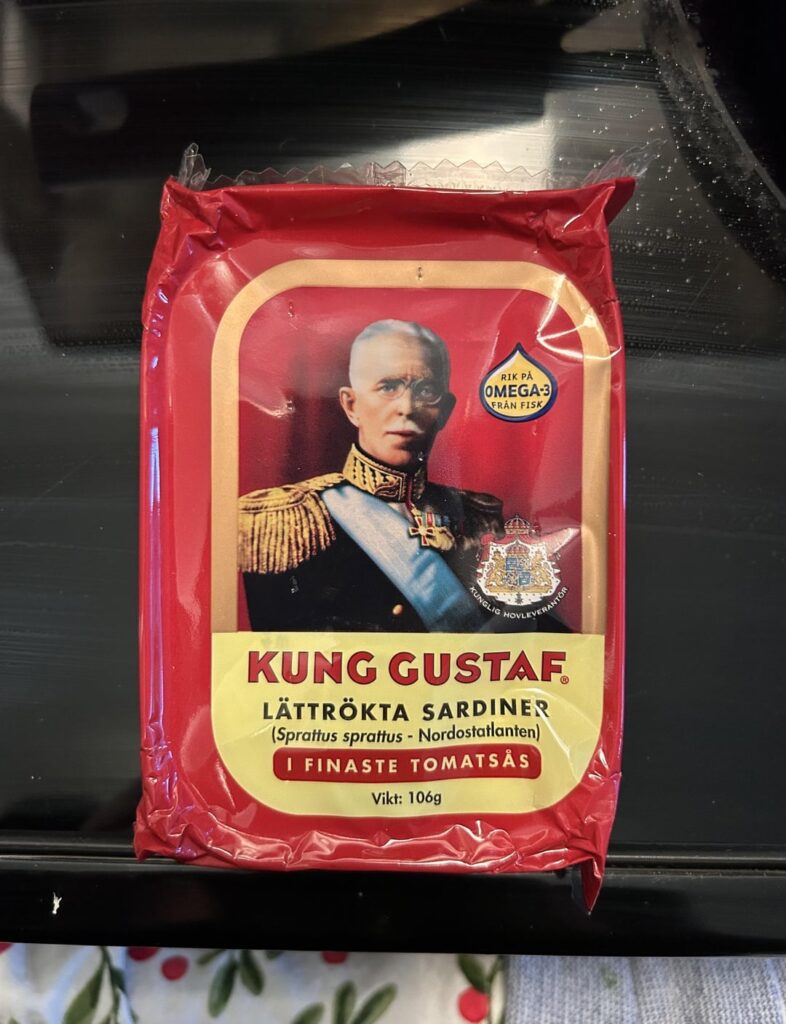 RIK PÅ
OMEGA-3
FRÅN FISK
KUNGLIG HOVLEVERANTÖR
KUNG GUSTAF®
LÄTTRÖKTA SARDINER
(Sprattus sprattus - Nordostatlanten)
I FINASTE TOMATSÅS
Vikt: 106g